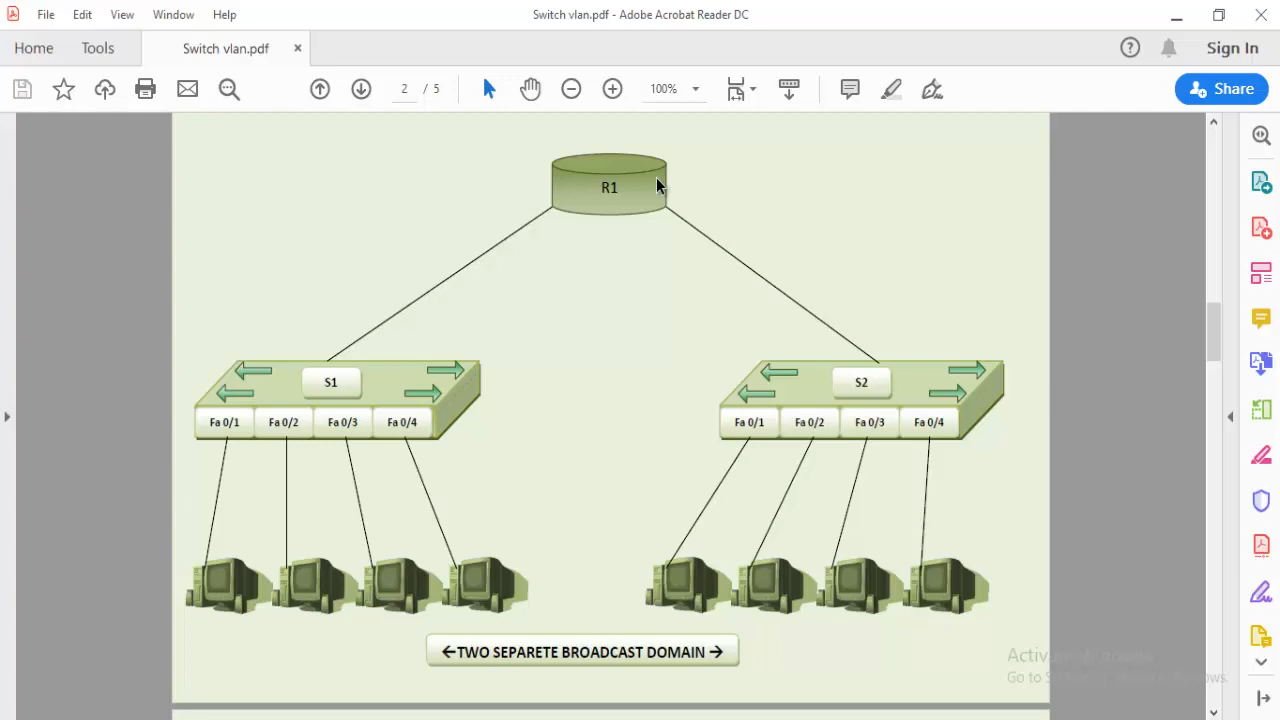 File Edit View Window Help
Switch vlan.pdf - Adobe Acrobat Reader DC
Home Tools Switch vlan.pdf × Sign In
2 / 5 100% Share
R1
S1 S2
Fa 0/1 Fa 0/2 Fa 0/3 Fa 0/4 Fa 0/1 Fa 0/2 Fa 0/3 Fa 0/4
←TWO SEPARETE BROADCAST DOMAIN →